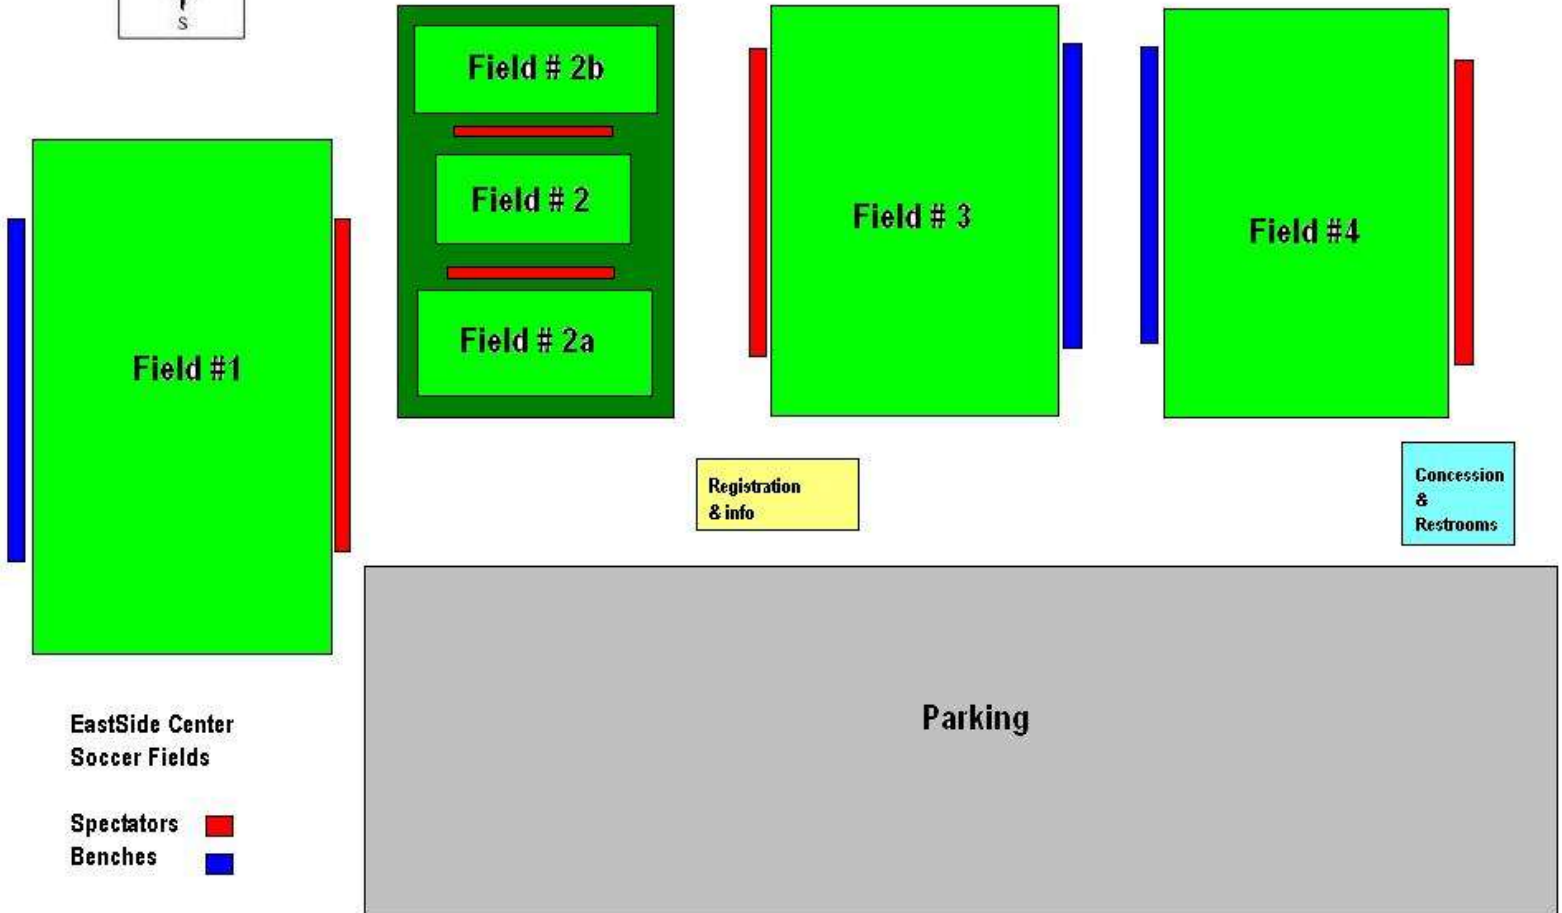 S
Field # 2b
Field # 2
Field # 2a
Field #1
Field # 3
Field #4
Registration
& info
Concession
&
Restrooms
Parking
EastSide Center
Soccer Fields
Spectators
Benches